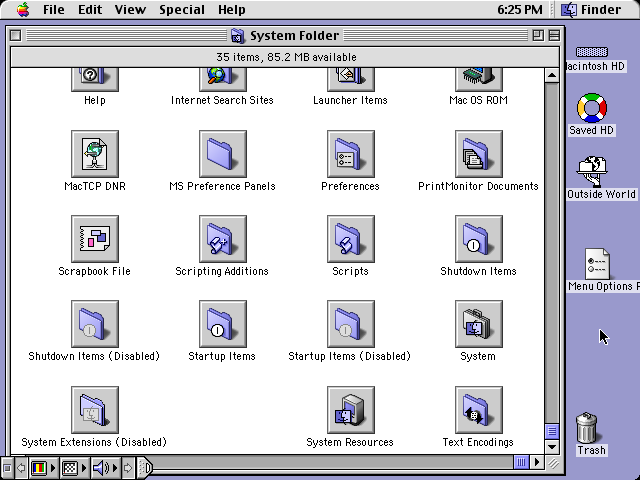 File Edit View Special Help 6:25 PM Finder
System Folder
35 items, 85.2 MB available
Help Internet Search Sites Launcher Items Mac OS ROM
MacTCP DNR MS Preference Panels Preferences PrintMonitor Documents
Scrapbook File Scripting Additions Scripts Shutdown Items
Shutdown Items (Disabled) Startup Items Startup Items (Disabled) System
System Extensions (Disabled) System Resources Text Encodings
acintosh HD
Saved HD
Outside World
Menu Options P
Trash